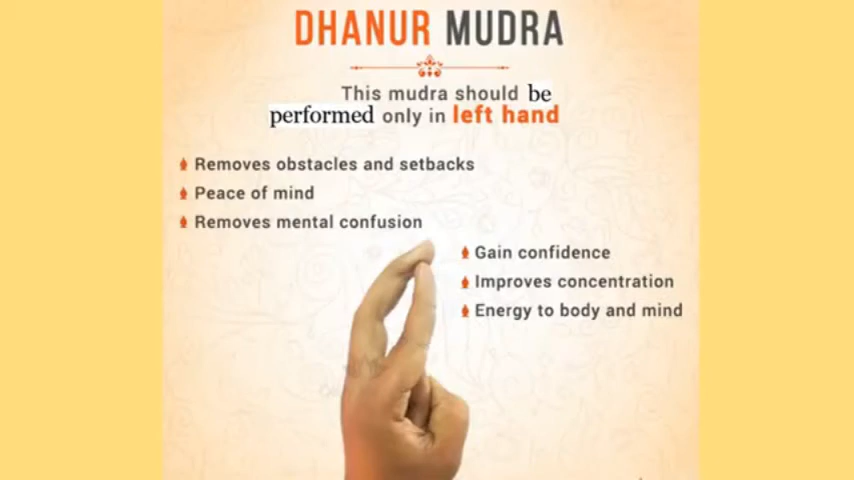 DHANUR MUDRA
This mudra should be
performed only in left hand
Removes obstacles and setbacks
Peace of mind
Removes mental confusion
Gain confidence
Improves concentration
Energy to body and mind